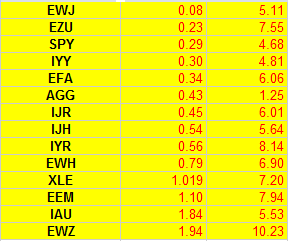 EWJ 0.08 5.11
EZU 0.23 7.55
SPY 0.29 4.68
IYY 0.30 4.81
EFA 0.34 6.06
AGG 0.43 1.25
IJR 0.45 6.01
IJH 0.54 5.64
IYR 0.56 8.14
EWH 0.79 6.90
XLE 1.019 7.20
EEM 1.10 7.94
IAU 1.84 5.53
EWZ 1.94 10.23